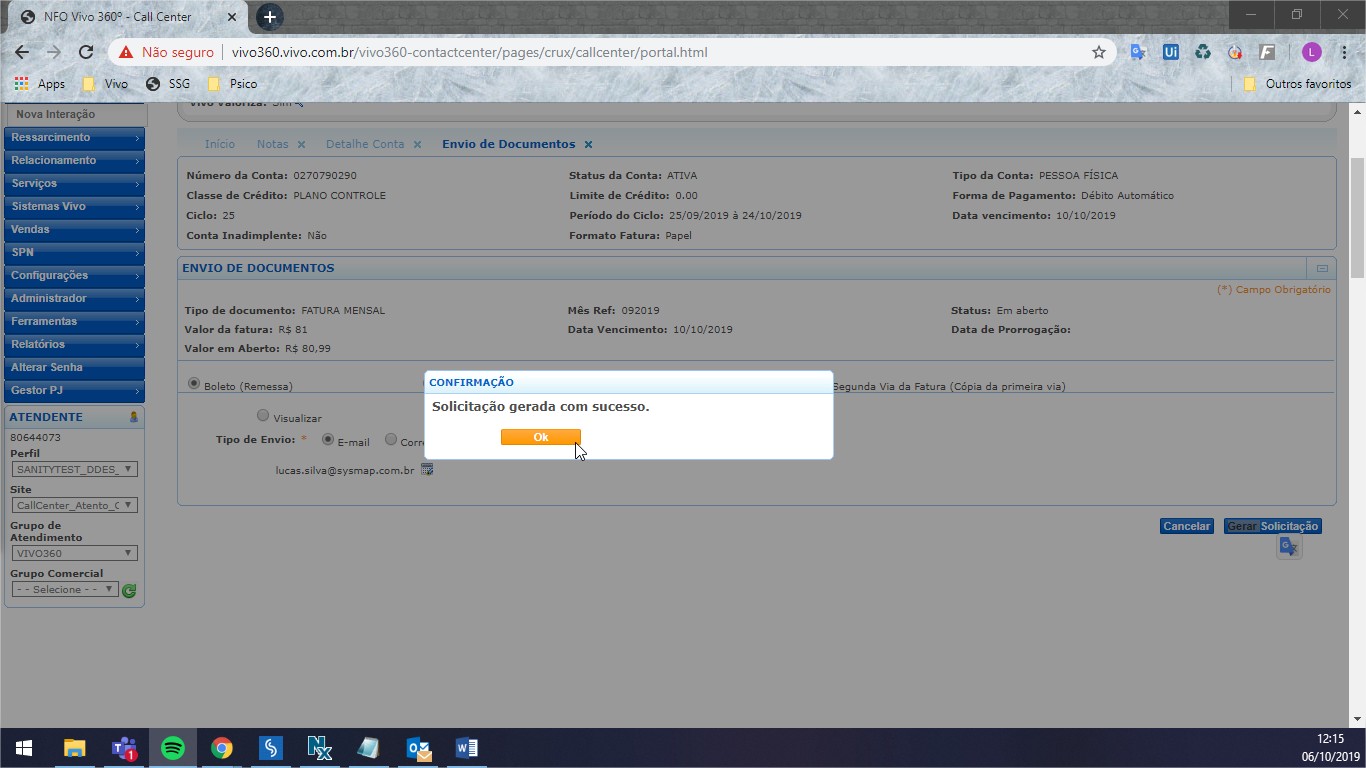 NFO Vivo 360º - Call Center
Não seguro | vivo360.vivo.com.br/vivo360-contactcenter/pages/crux/callcenter/portal.html
Apps Vivo SSG Psico Outros favoritos
Nova Interação
Vivo Valoriza: Sim
Ressarcimento
Relacionamento
Serviços
Sistemas Vivo
Vendas
SPN
Configurações
Administrador
Ferramentas
Relatórios
Alterar Senha
Gestor PJ
ATENDENTE
80644073
Perfil
SANITYTEST_DDES_
Site
CallCenter_Atento_C
Grupo de
Atendimento
VIVO360
Grupo Comercial
- - Selecione - -
Início Notas Detalhe Conta Envio de Documentos
Número da Conta: 0270790290 Status da Conta: ATIVA Tipo da Conta: PESSOA FÍSICA
Classe de Crédito: PLANO CONTROLE Limite de Crédito: 0.00 Forma de Pagamento: Débito Automático
Ciclo: 25 Período do Ciclo: 25/09/2019 à 24/10/2019 Data vencimento: 10/10/2019
Conta Inadimplente: Não Formato Fatura: Papel
ENVIO DE DOCUMENTOS
(*) Campo Obrigatório
Tipo de documento: FATURA MENSAL Mês Ref: 092019 Status: Em aberto
Valor da fatura: R$ 81 Data Vencimento: 10/10/2019 Data de Prorrogação:
Valor em Aberto: R$ 80,99
Boleto (Remessa) Segunda Via da Fatura (Cópia da primeira via)
CONFIRMAÇÃO
Solicitação gerada com sucesso.
Ok
Visualizar
Tipo de Envio: * E-mail Corre
lucas.silva@sysmap.com.br
Cancelar Gerar Solicitação
12:15
06/10/2019